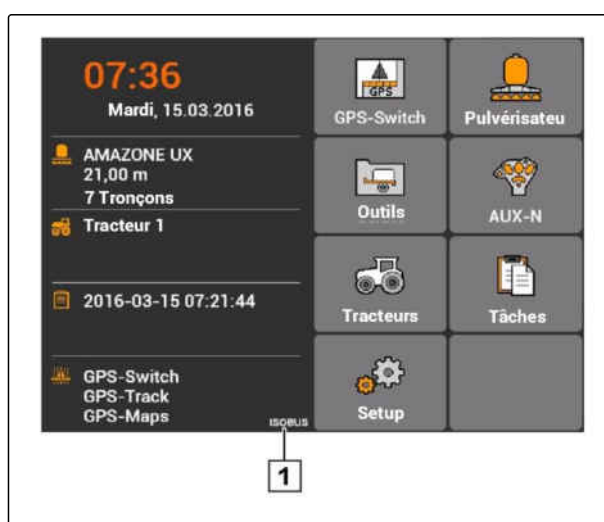 07:36
Mardi, 15.03.2016
AMAZONE UX
21,00 m
7 Tronçons
Tracteur 1
2016-03-15 07:21:44
GPS-Switch
GPS-Track
GPS-Maps
ISOBUS
GPS
GPS-Switch
Pulvérisateu
Outils
AUX-N
Tracteurs
Tâches
Setup
1